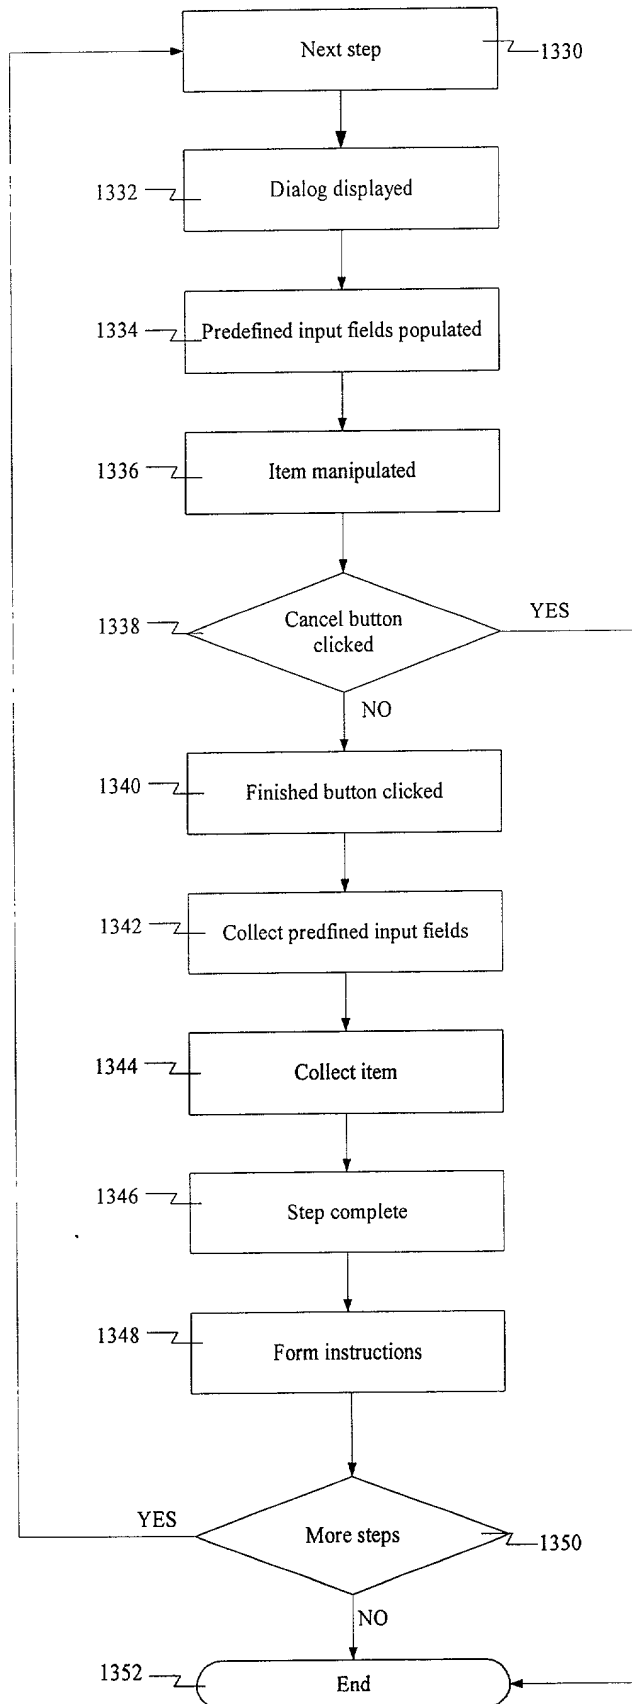 Next step
1330
1332
Dialog displayed
1334
Predefined input fields populated
1336
Item manipulated
1338
Cancel button
clicked
YES
NO
1340
Finished button clicked
1342
Collect predfined input fields
1344
Collect item
1346
Step complete
1348
Form instructions
YES
More steps
1350
NO
1352
End